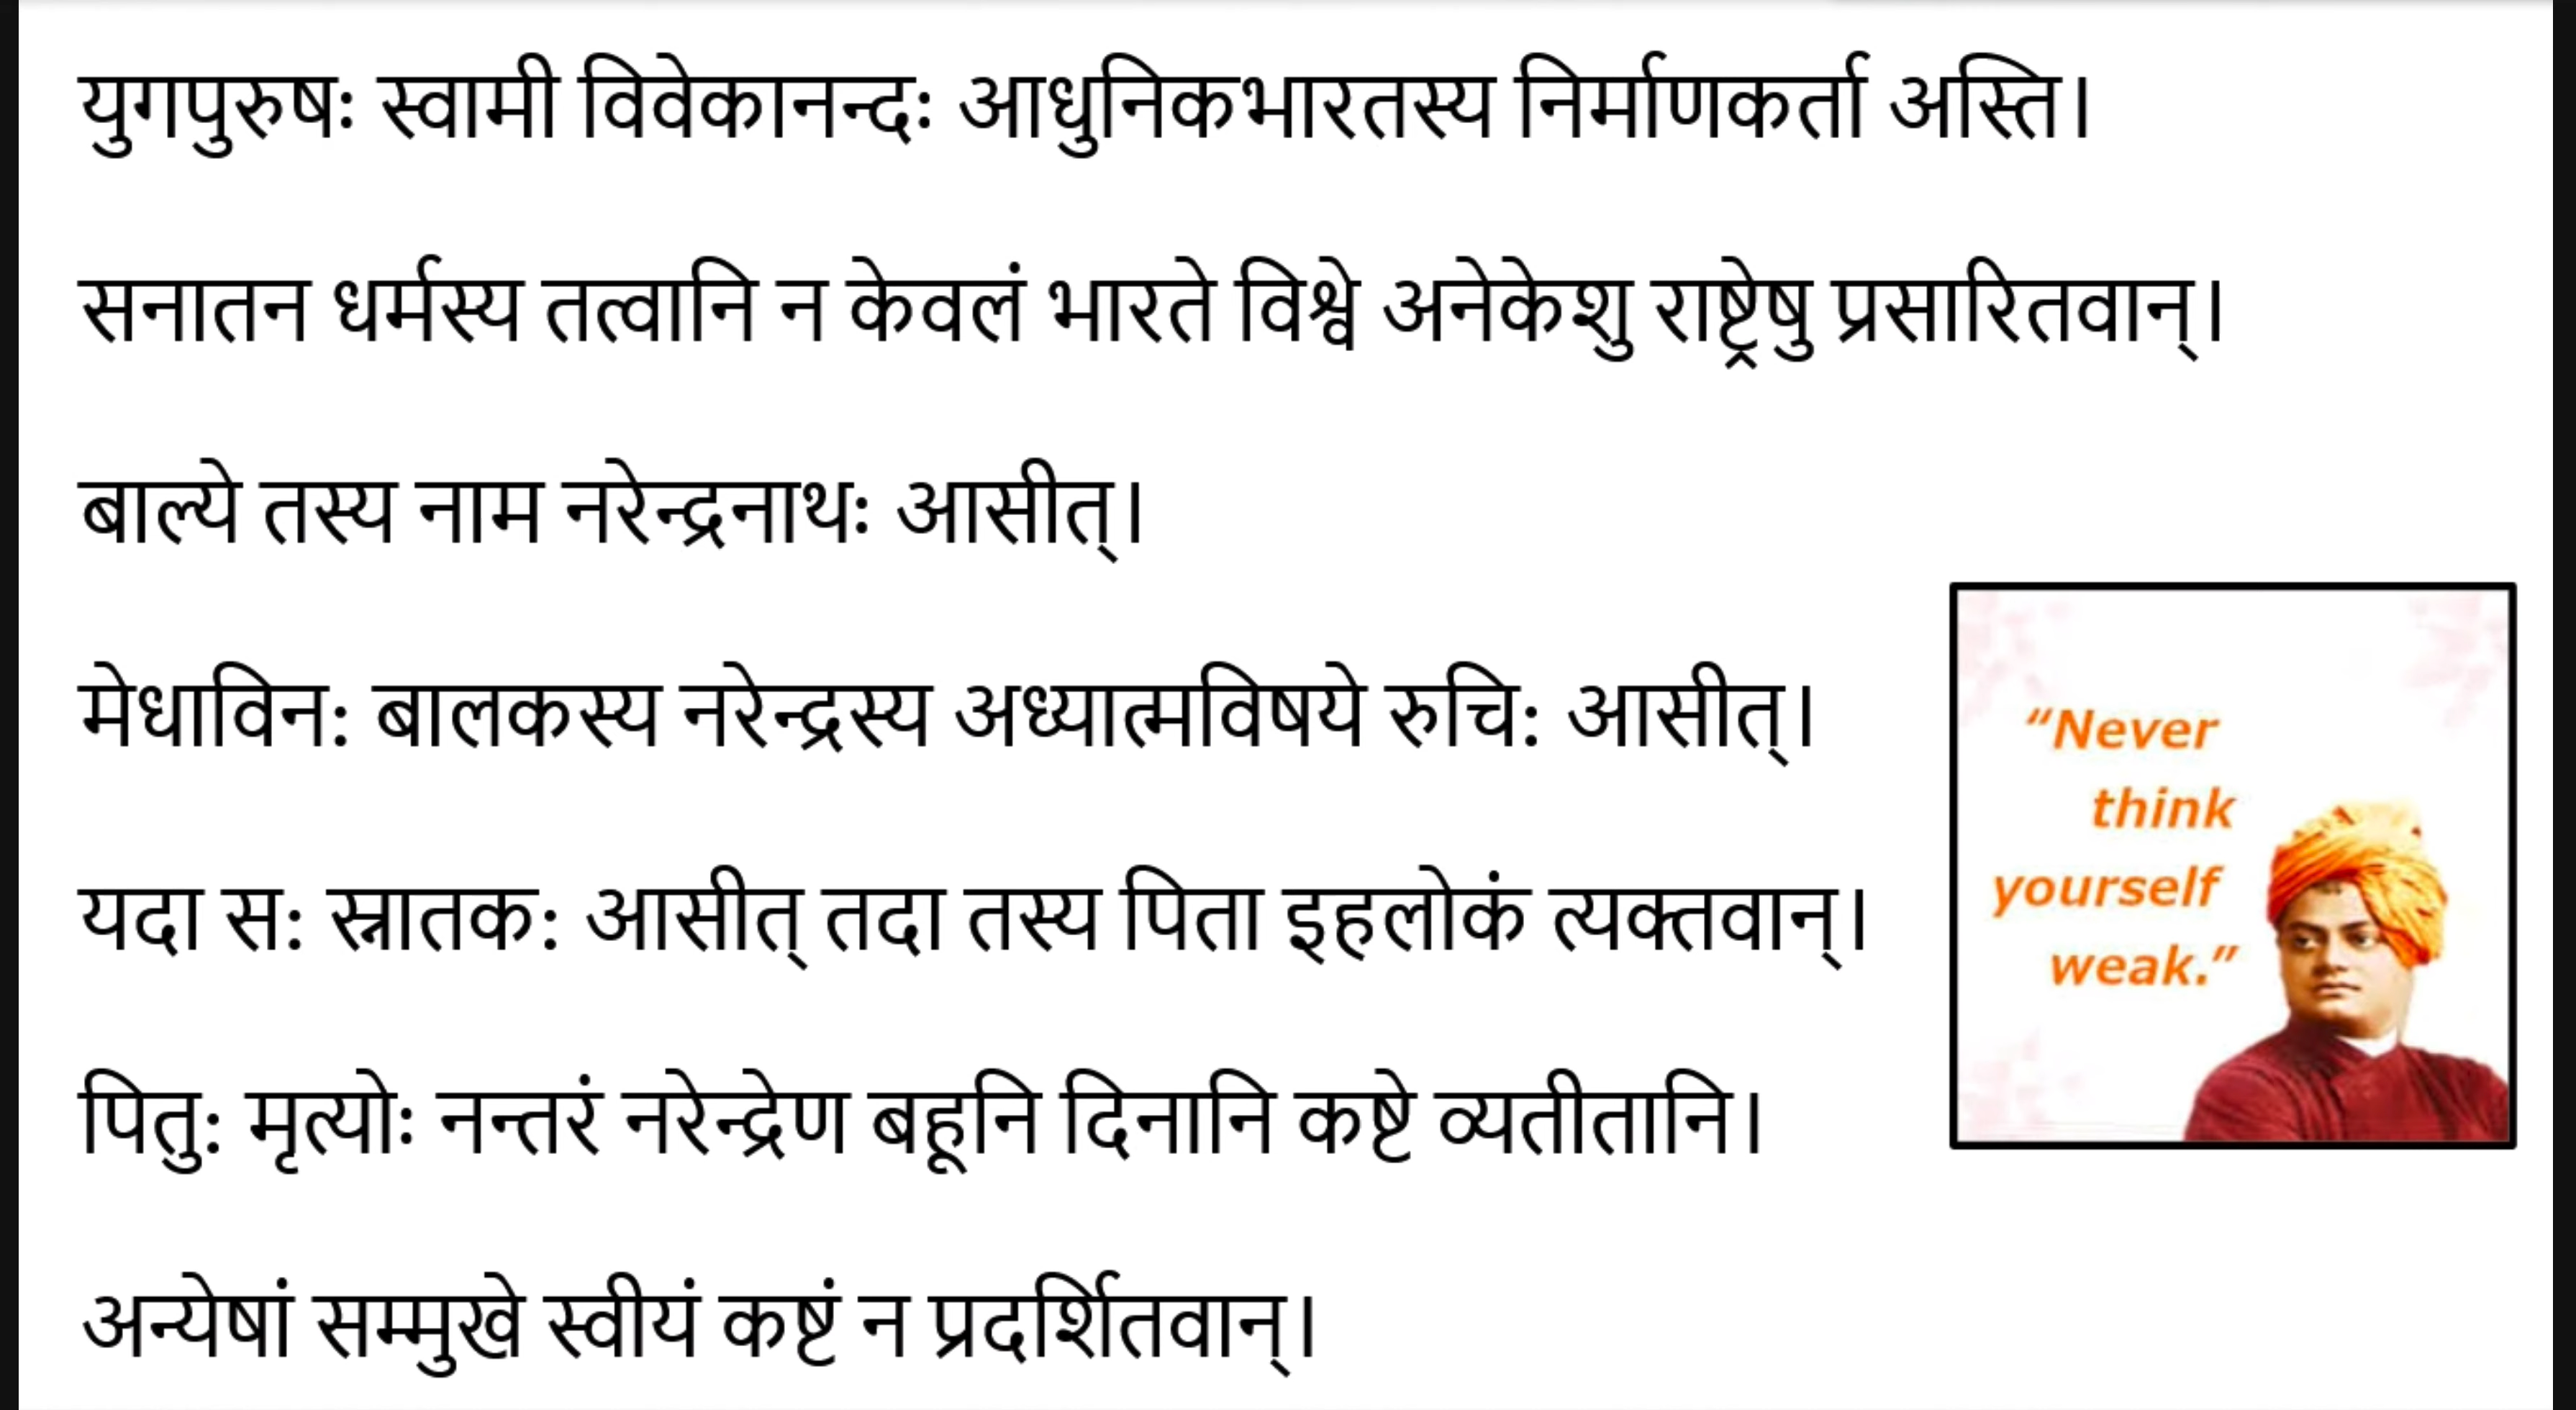 युगपुरुषः स्वामी विवेकानन्दः आधुनिकभारतस्य निर्माणकर्ता अस्ति।
सनातन धर्मस्य तत्वानि न केवलं भारते विश्वे अनेकेशु राष्ट्रेषु प्रसारितवान्।
बाल्ये तस्य नाम नरेन्द्रनाथः आसीत्।
मेधाविन: बालकस्य नरेन्द्रस्य अध्यात्मविषये रुचि: आसीत्।
यदा स: स्नातक: आसीत् तदा तस्य पिता इहलोकं त्यक्तवान्।
पितु: मृत्योः नन्तरं नरेन्द्रेण बहूनि दिनानि कष्टे व्यतीतानि।
अन्येषां सम्मुखे स्वीयं कष्टं न प्रदर्शितवान्।
“Never
think
yourself
weak.”